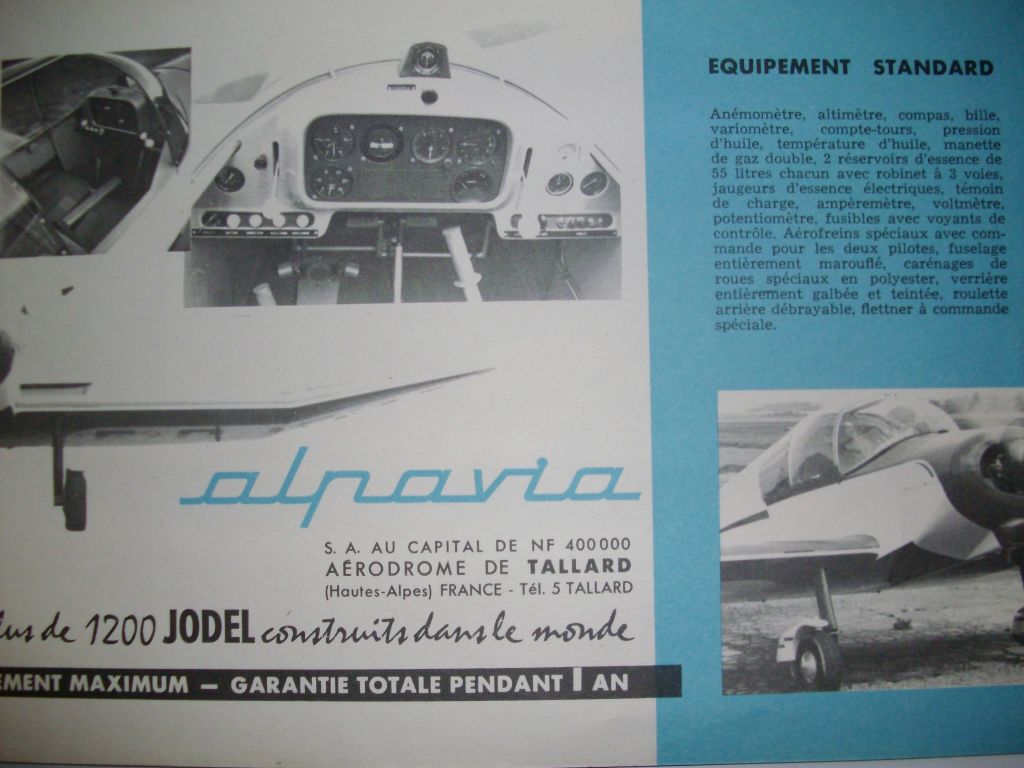 EQUIPEMENT STANDARD
Anémomètre, altimètre, compas, bille,
variomètre, compte-tours, pression
d'huile, température d'huile, manette
de gaz double, 2 réservoirs d'essence de
55 litres chacun avec robinet à 3 voies,
jaugeurs d'essence électriques, témoin
de charge, ampèremètre, voltmètre,
potentiomètre, fusibles avec voyants de
contrôle. Aérofreins spéciaux avec com-
mande pour les deux pilotes, fuselage
entièrement marouflé, carénages de
roues spéciaux en polyester, verrière
entièrement galbée et teintée, roulette
arrière débrayable, flettner à commande
spéciale.
alpavia
S. A. AU CAPITAL DE NF 400000
AÉRODROME DE TALLARD
(Hautes-Alpes) FRANCE - Tél. 5 TALLARD
lus de 1200 JODEL construits dans le monde
EMENT MAXIMUM — GARANTIE TOTALE PENDANT 1 AN